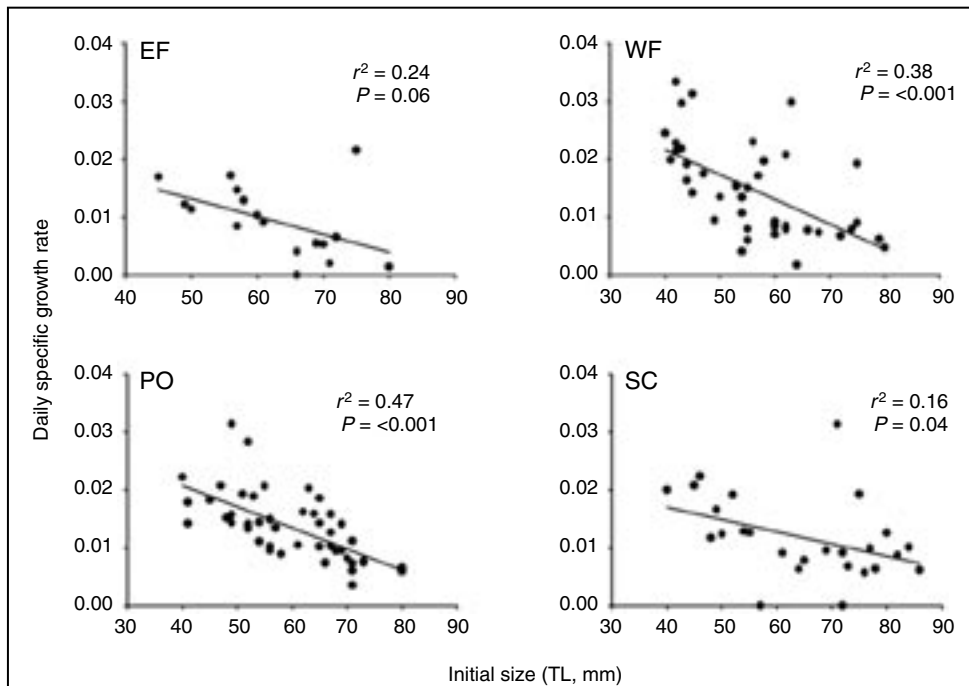 EF
r² = 0.24
P = 0.06
0.04
0.03
0.02
0.01
0.00
40 50 60 70 80 90
WF
r² = 0.38
P = <0.001
0.04
0.03
0.02
0.01
0.00
30 40 50 60 70 80 90
PO
r² = 0.47
P = <0.001
0.04
0.03
0.02
0.01
0.00
30 40 50 60 70 80 90
SC
r² = 0.16
P = 0.04
0.04
0.03
0.02
0.01
0.00
30 40 50 60 70 80 90
Daily specific growth rate
Initial size (TL, mm)